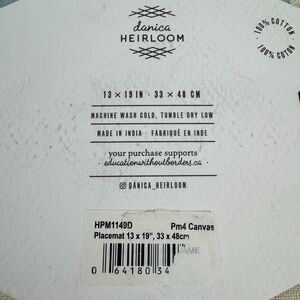 danica
HEIRLOOM
100% COTTON
100% COTON
13 × 19 IN · 33 × 48 CM
MACHINE WASH COLD, TUMBLE DRY LOW
MADE IN INDIA · FABRIQUÉ EN INDE
your purchase supports
· educationwithoutborders.ca ·
DANICA_HEIRLOOM
HPM1149D Pm4 Canvas
Placemat 13 x 19", 33 x 48cm
0 64180 34